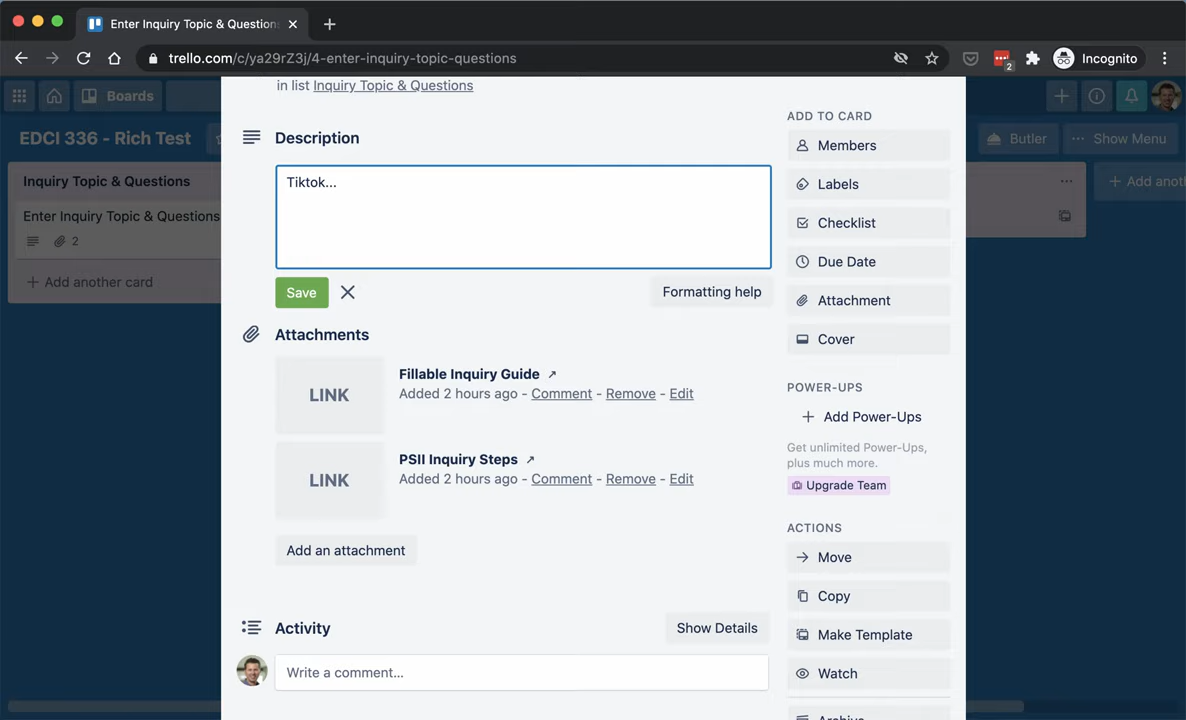 Enter Inquiry Topic & Question
trello.com/c/ya29rZ3j/4-enter-inquiry-topic-questions
2
Incognito
Boards
EDCI 336 - Rich Test
Butler
Show Menu
Inquiry Topic & Questions
Enter Inquiry Topic & Questions
2
Add another card
in list Inquiry Topic & Questions
Description
Tiktok...
Save
Formatting help
Attachments
LINK
Fillable Inquiry Guide
Added 2 hours ago - Comment - Remove - Edit
LINK
PSII Inquiry Steps
Added 2 hours ago - Comment - Remove - Edit
Add an attachment
Activity
Show Details
Write a comment...
ADD TO CARD
Members
Labels
Checklist
Due Date
Attachment
Cover
POWER-UPS
Add Power-Ups
Get unlimited Power-Ups,
plus much more.
Upgrade Team
ACTIONS
Move
Copy
Make Template
Watch
Archive
Add anot